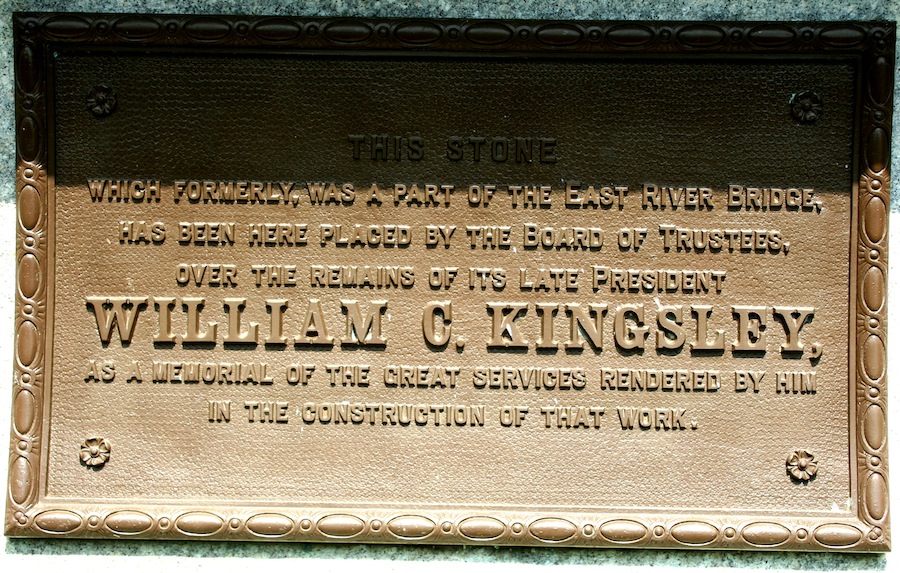 THIS STONE
WHICH FORMERLY, WAS A PART OF THE EAST RIVER BRIDGE,
HAS BEEN HERE PLACED BY THE BOARD OF TRUSTEES,
OVER THE REMAINS OF ITS LATE PRESIDENT
WILLIAM C. KINGSLEY,
AS A MEMORIAL OF THE GREAT SERVICES RENDERED BY HIM
IN THE CONSTRUCTION OF THAT WORK.